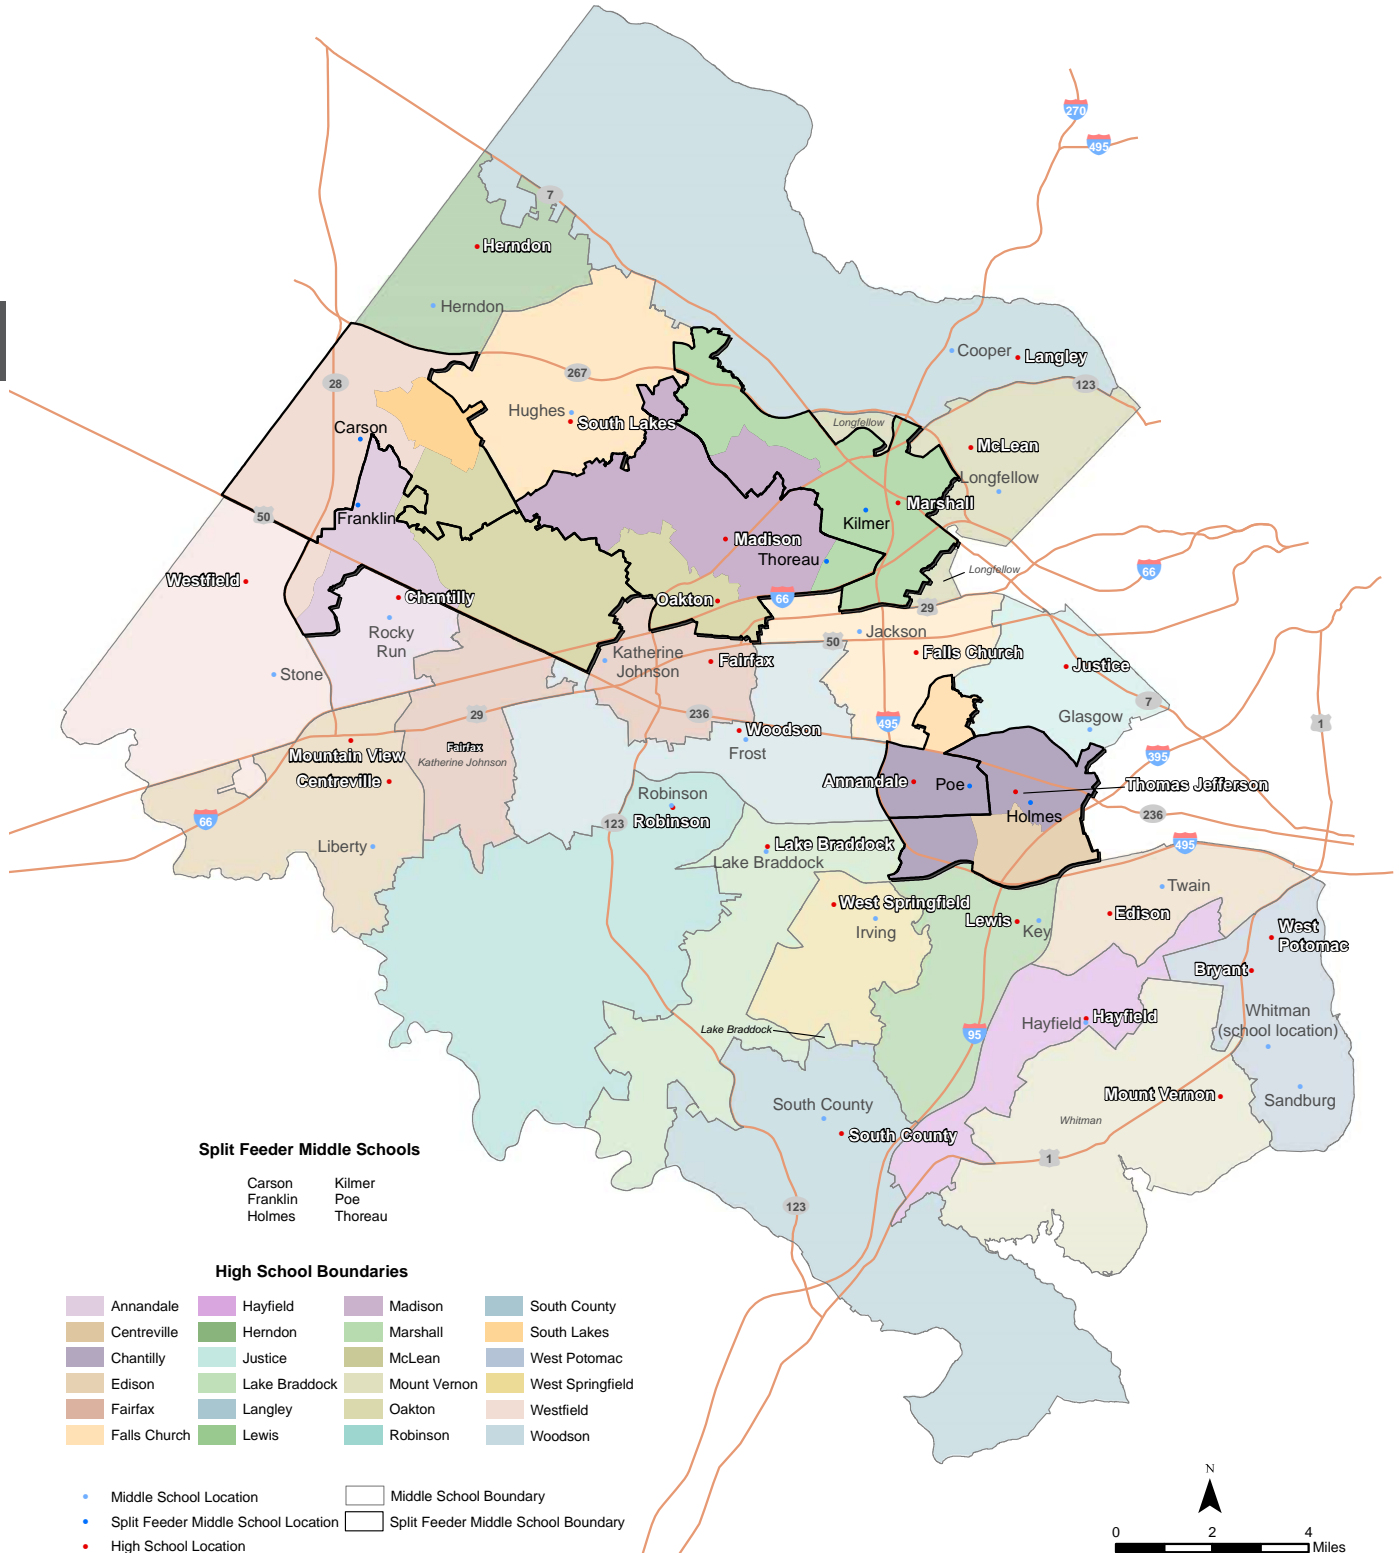 270
495
7
Herndon
Herndon
Cooper
Langley
267
28
123
Hughes
South Lakes
Longfellow
Carson
McLean
Longfellow
Franklin
50
Kilmer
Marshall
Madison
Thoreau
Longfellow
66
Westfield
Chantilly
Oakton
66
29
Rocky
Run
Jackson
50
Katherine
Johnson
Fairfax
Falls Church
Justice
Stone
7
29
236
495
Glasgow
1
Woodson
Frost
Mountain View
Fairfax
Katherine Johnson
395
Centreville
Annandale
Poe
Thomas Jefferson
Robinson
Robinson
Holmes
236
66
123
Liberty
Lake Braddock
Lake Braddock
495
Twain
West Springfield
Irving
Lewis
Key
Edison
West
Potomac
Bryant
Whitman
(school location)
Hayfield
Hayfield
Lake Braddock
95
Mount Vernon
Sandburg
South County
South County
Whitman
1
123
Split Feeder Middle Schools
Carson Kilmer
Franklin Poe
Holmes Thoreau
High School Boundaries
Annandale Hayfield Madison South County
Centreville Herndon Marshall South Lakes
Chantilly Justice McLean West Potomac
Edison Lake Braddock Mount Vernon West Springfield
Fairfax Langley Oakton Westfield
Falls Church Lewis Robinson Woodson
Middle School Location Middle School Boundary
Split Feeder Middle School Location Split Feeder Middle School Boundary
High School Location
N
0 2 4
Miles